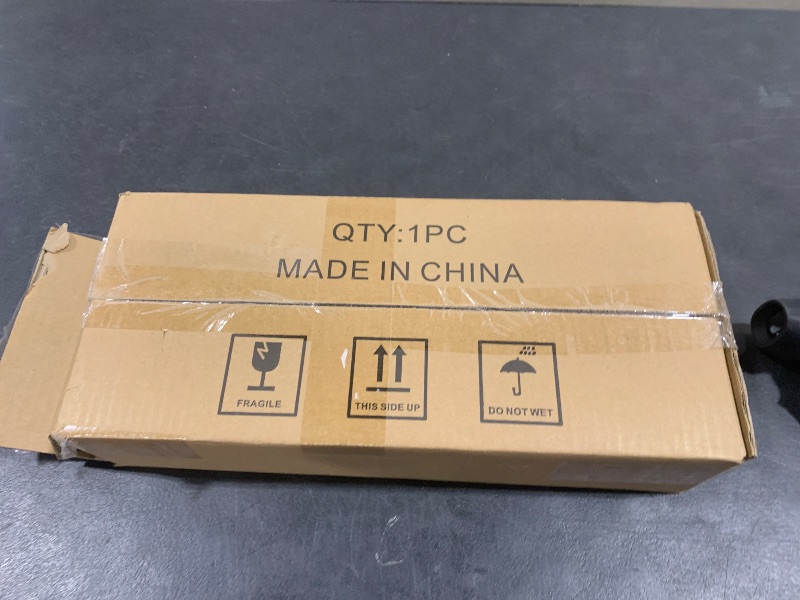 QTY:1PC
MADE IN CHINA
FRAGILE
THIS SIDE UP
DO NOT WET